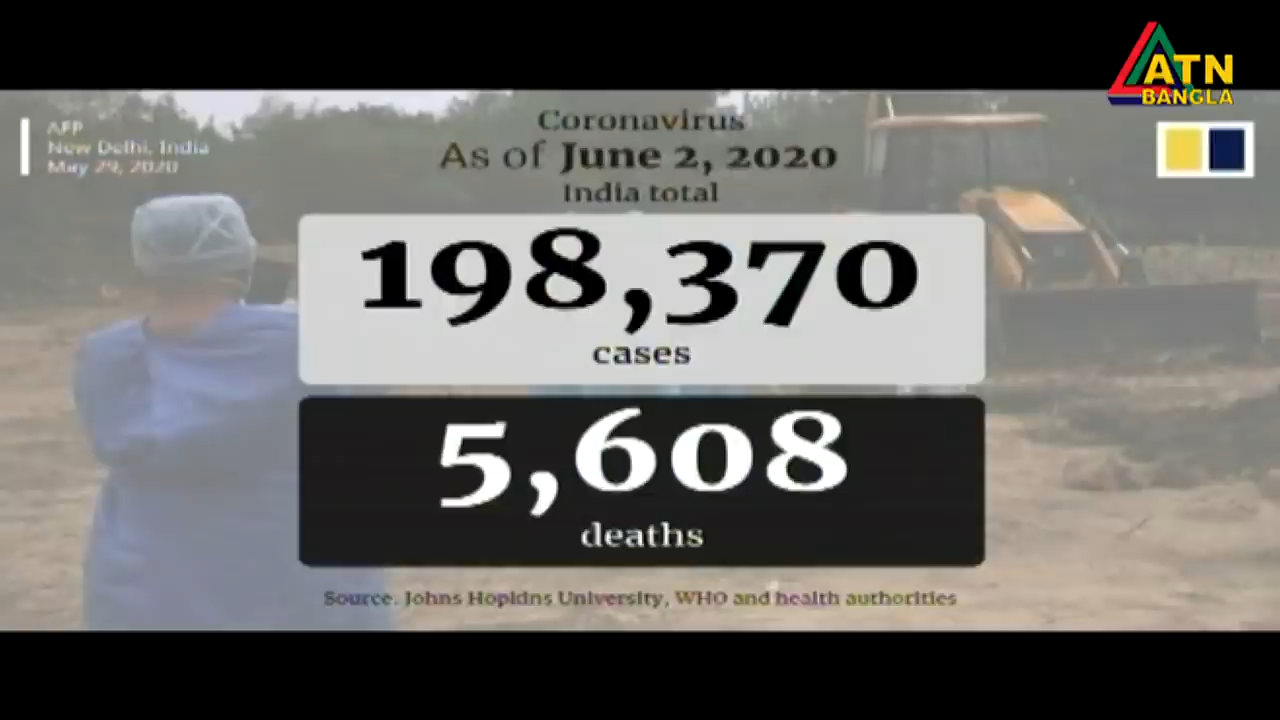 ATN
BANGLA
AFP
New Delhi, India
May 29, 2020
Coronavirus
As of June 2, 2020
India total
198,370
cases
5,608
deaths
Source. Johns Hopkins University, WHO and health authorities